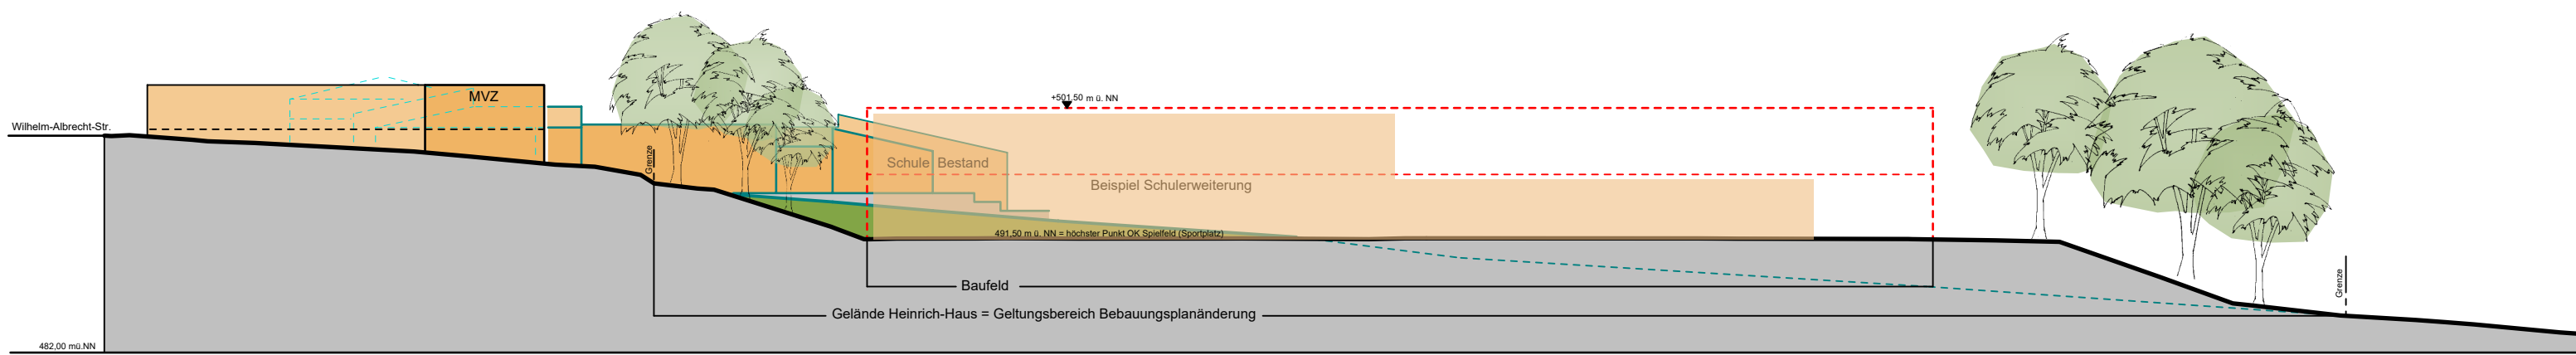 +501.50 m ü. NN
MVZ
Wilhelm-Albrecht-Str.
Grenze
Schule Bestand
Beispiel Schulerweiterung
491,50 m ü. NN = höchster Punkt OK Spielfeld (Sportplatz)
Grenze
Baufeld
Gelände Heinrich-Haus = Geltungsbereich Bebauungsplanänderung
482,00 mü.NN